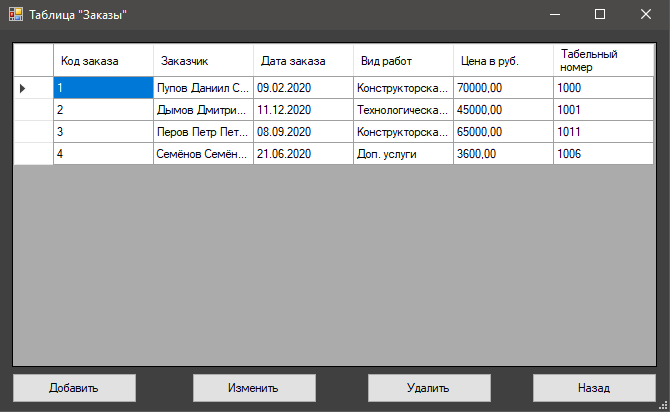 Таблица "Заказы"
Код заказа Заказчик Дата заказа Вид работ Цена в руб. Табельный номер
1 Пупов Даниил С... 09.02.2020 Конструкторска... 70000,00 1000
2 Дымов Дмитри... 11.12.2020 Технологическа... 45000,00 1001
3 Перов Петр Пет... 08.09.2020 Конструкторска... 65000,00 1011
4 Семёнов Семён... 21.06.2020 Доп. услуги 3600,00 1006
Добавить Изменить Удалить Назад